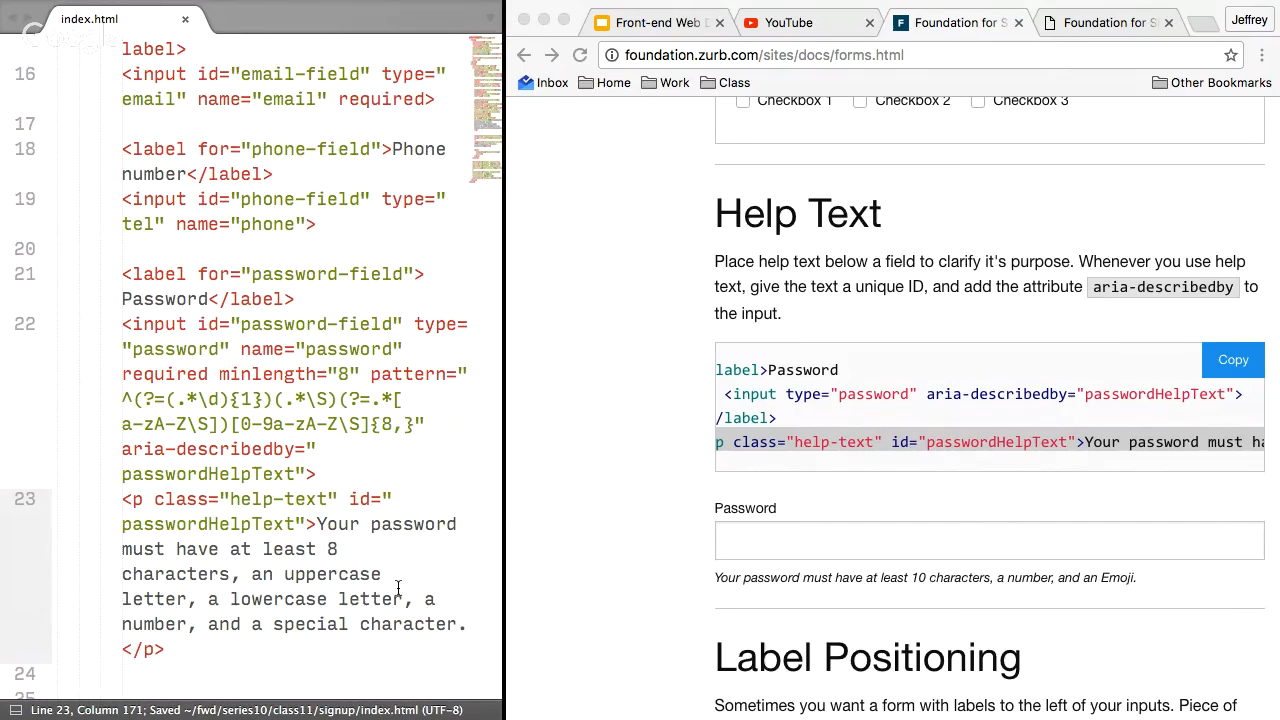 index.html
label>
16 <input id="email-field" type="
email" name="email" required>
17
18 <label for="phone-field">Phone
number</label>
19 <input id="phone-field" type="
tel" name="phone">
20
21 <label for="password-field">
Password</label>
22 <input id="password-field" type=
"password" name="password"
required minlength="8" pattern="
^(?=(.*\d){1})(.*\S)(?=.*[
a-zA-Z\S])[0-9a-zA-Z\S]{8,}"
aria-describedby="
passwordHelpText">
23 <p class="help-text" id="
passwordHelpText">Your password
must have at least 8
characters, an uppercase
letter, a lowercase letter, a
number, and a special character.
</p>
24
Line 23, Column 171; Saved ~/fwd/series10/class11/signup/index.html (UTF-8)
Front-end Web D
YouTube
Foundation for S
Foundation for S
Jeffrey
foundation.zurb.com/sites/docs/forms.html
Inbox Home Work Class Other Bookmarks
Checkbox 1 Checkbox 2 Checkbox 3
Help Text
Place help text below a field to clarify it's purpose. Whenever you use help
text, give the text a unique ID, and add the attribute aria-describedby to
the input.
Copy
label>Password
<input type="password" aria-describedby="passwordHelpText">
/label>
p class="help-text" id="passwordHelpText">Your password must ha
Password
Your password must have at least 10 characters, a number, and an Emoji.
Label Positioning
Sometimes you want a form with labels to the left of your inputs. Piece of